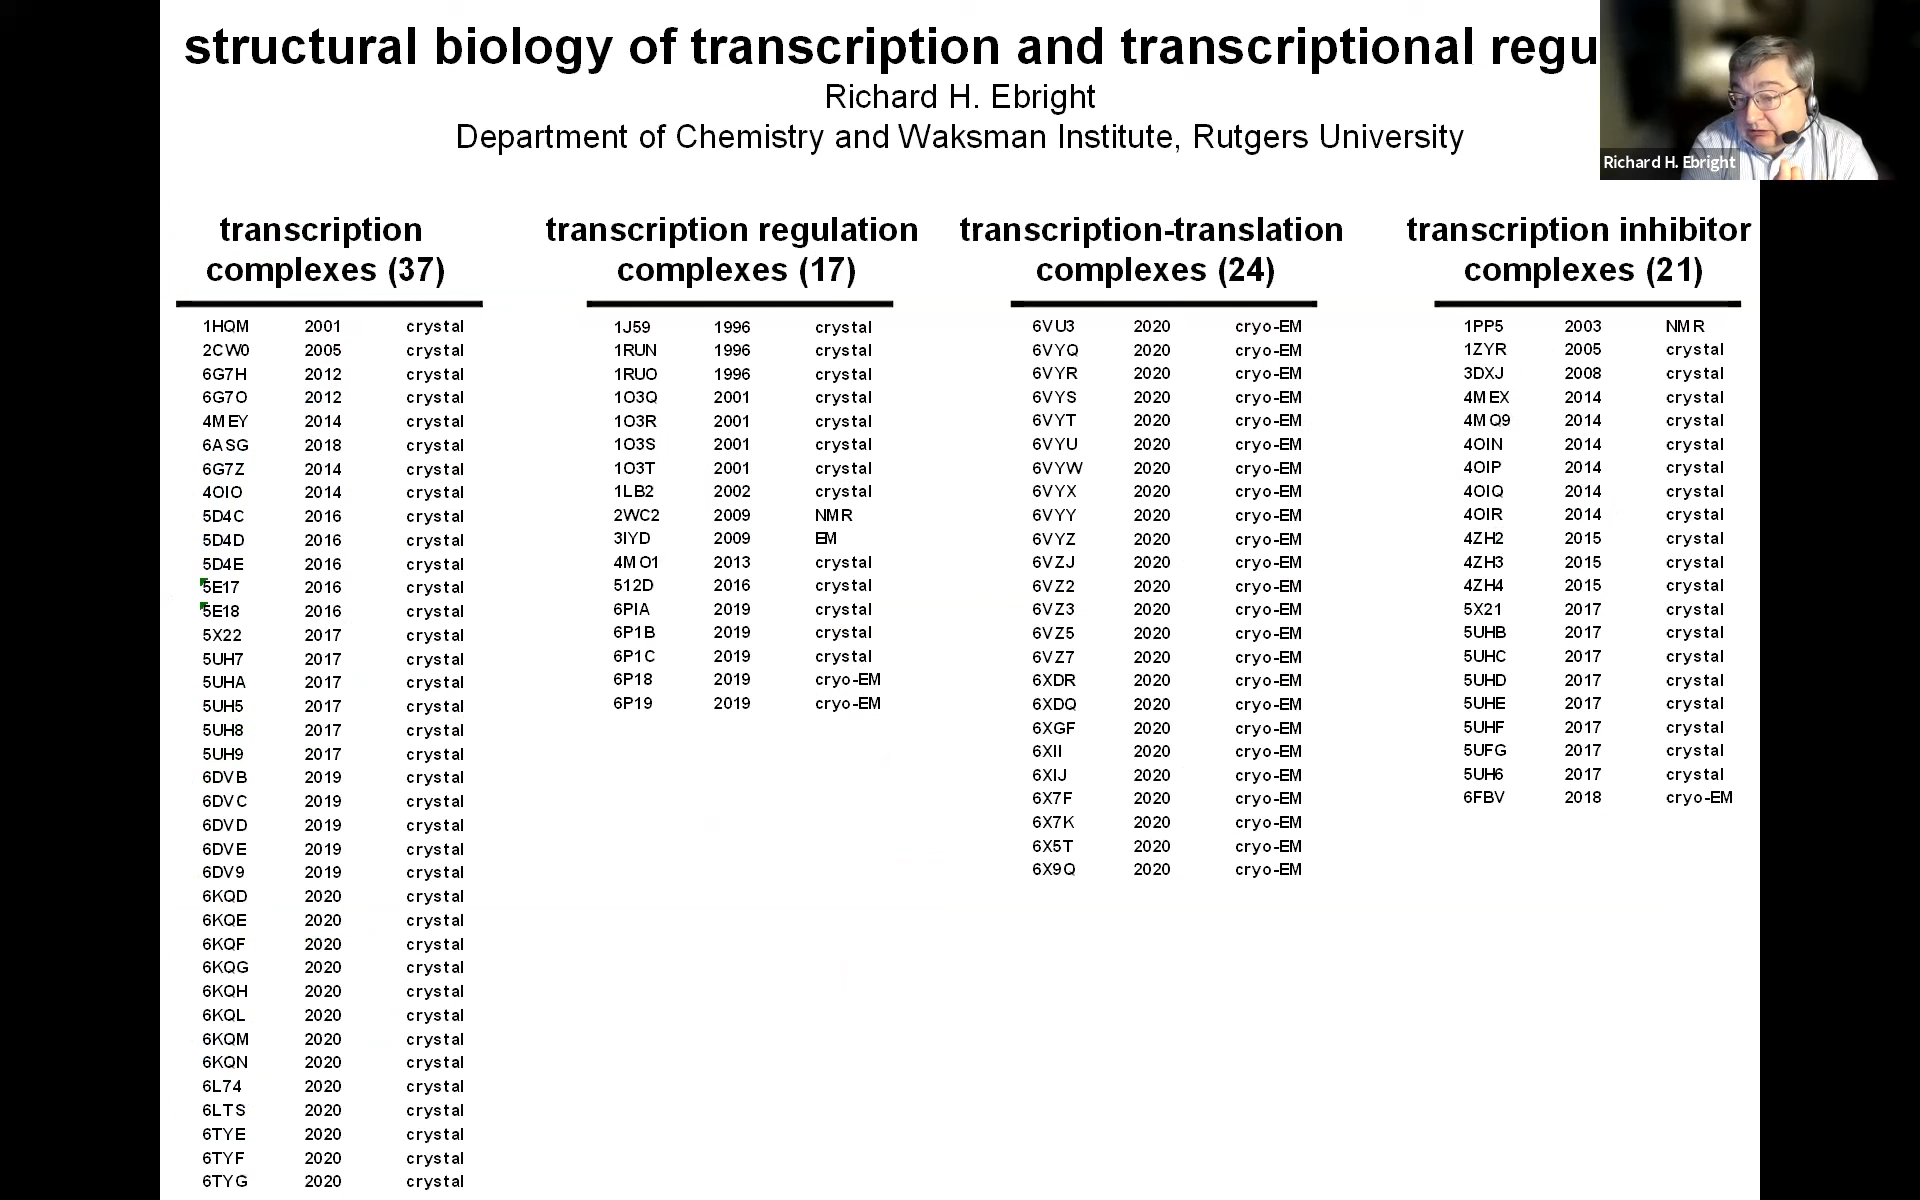 structural biology of transcription and transcriptional regu
Richard H. Ebright
Department of Chemistry and Waksman Institute, Rutgers University
Richard H. Ebright
transcription
complexes (37)
1HQM 2001 crystal
2CW0 2005 crystal
6G7H 2012 crystal
6G7O 2012 crystal
4MEY 2014 crystal
6ASG 2018 crystal
6G7Z 2014 crystal
4OIO 2014 crystal
5D4C 2016 crystal
5D4D 2016 crystal
5D4E 2016 crystal
5E17 2016 crystal
5E18 2016 crystal
5X22 2017 crystal
5UH7 2017 crystal
5UHA 2017 crystal
5UH5 2017 crystal
5UH8 2017 crystal
5UH9 2017 crystal
6DVB 2019 crystal
6DVC 2019 crystal
6DVD 2019 crystal
6DVE 2019 crystal
6DV9 2019 crystal
6KQD 2020 crystal
6KQE 2020 crystal
6KQF 2020 crystal
6KQG 2020 crystal
6KQH 2020 crystal
6KQL 2020 crystal
6KQM 2020 crystal
6KQN 2020 crystal
6L74 2020 crystal
6LTS 2020 crystal
6TYE 2020 crystal
6TYF 2020 crystal
6TYG 2020 crystal
transcription regulation
complexes (17)
1J59 1996 crystal
1RUN 1996 crystal
1RUO 1996 crystal
1O3Q 2001 crystal
1O3R 2001 crystal
1O3S 2001 crystal
1O3T 2001 crystal
1LB2 2002 crystal
2WC2 2009 NMR
3IYD 2009 EM
4MO1 2013 crystal
512D 2016 crystal
6PIA 2019 crystal
6P1B 2019 crystal
6P1C 2019 crystal
6P18 2019 cryo-EM
6P19 2019 cryo-EM
transcription-translation
complexes (24)
6VU3 2020 cryo-EM
6VYQ 2020 cryo-EM
6VYR 2020 cryo-EM
6VYS 2020 cryo-EM
6VYT 2020 cryo-EM
6VYU 2020 cryo-EM
6VYW 2020 cryo-EM
6VYX 2020 cryo-EM
6VYY 2020 cryo-EM
6VYZ 2020 cryo-EM
6VZJ 2020 cryo-EM
6VZ2 2020 cryo-EM
6VZ3 2020 cryo-EM
6VZ5 2020 cryo-EM
6VZ7 2020 cryo-EM
6XDR 2020 cryo-EM
6XDQ 2020 cryo-EM
6XGF 2020 cryo-EM
6XII 2020 cryo-EM
6XIJ 2020 cryo-EM
6X7F 2020 cryo-EM
6X7K 2020 cryo-EM
6X5T 2020 cryo-EM
6X9Q 2020 cryo-EM
transcription inhibitor
complexes (21)
1PP5 2003 NMR
1ZYR 2005 crystal
3DXJ 2008 crystal
4MEX 2014 crystal
4MQ9 2014 crystal
4OIN 2014 crystal
4OIP 2014 crystal
4OIQ 2014 crystal
4OIR 2014 crystal
4ZH2 2015 crystal
4ZH3 2015 crystal
4ZH4 2015 crystal
5X21 2017 crystal
5UHB 2017 crystal
5UHC 2017 crystal
5UHD 2017 crystal
5UHE 2017 crystal
5UHF 2017 crystal
5UFG 2017 crystal
5UH6 2017 crystal
6FBV 2018 cryo-EM